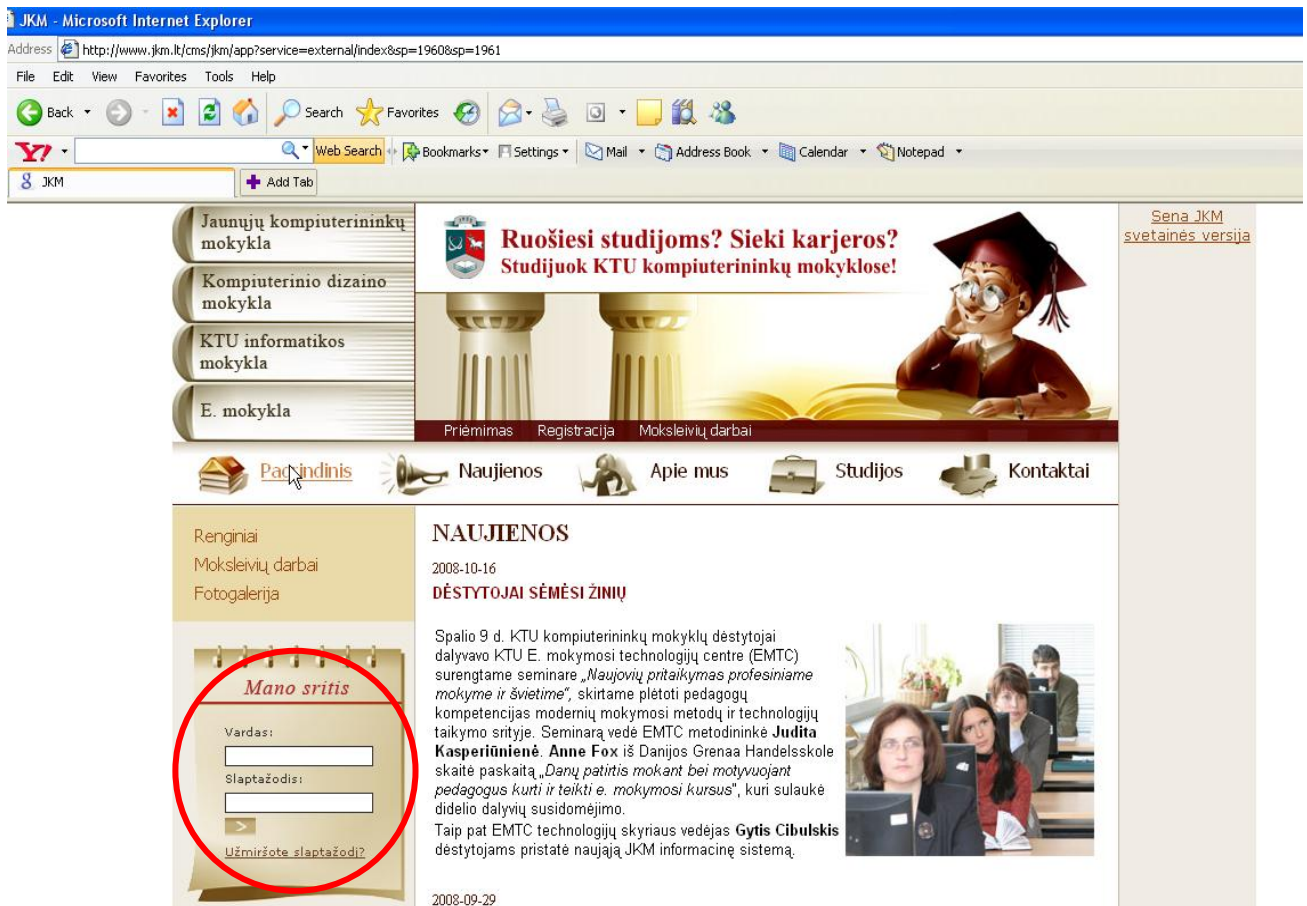 JKM - Microsoft Internet Explorer
Address http://www.jkm.lt/cms/jkm/app?service=external/index&sp=1960&sp=1961
File Edit View Favorites Tools Help
Back Search Favorites
Y! Web Search Bookmarks Settings Mail Address Book Calendar Notepad
JKM Add Tab
Jaunųjų kompiuterininkų
mokykla
Kompiuterinio dizaino
mokykla
KTU informatikos
mokykla
E. mokykla
Ruošiesi studijoms? Sieki karjeros?
Studijuok KTU kompiuterininkų mokyklose!
Sena JKM
svetainės versija
Priėmimas Registracija Moksleivių darbai
Pagrindinis Naujienos Apie mus Studijos Kontaktai
Renginiai
Moksleivių darbai
Fotogalerija
Mano sritis
Vardas:
Slaptažodis:
>
Užmiršote slaptažodį?
NAUJIENOS
2008-10-16
DĖSTYTOJAI SĖMĖSI ŽINIŲ
Spalio 9 d. KTU kompiuterininkų mokyklų dėstytojai
dalyvavo KTU E. mokymosi technologijų centre (EMTC)
surengtame seminare „Naujovių pritaikymas profesiniame
mokyme ir švietime“, skirtame plėtoti pedagogų
kompetencijas modernių mokymosi metodų ir technologijų
taikymo srityje. Seminarą vedė EMTC metodininkė Judita
Kasperiūnienė. Anne Fox iš Danijos Grenaa Handelsskole
skaitė paskaitą „Danų patirtis mokant bei motyvuojant
pedagogus kurti ir teikti e. mokymosi kursus“, kuri sulaukė
didelio dalyvių susidomėjimo.
Taip pat EMTC technologijų skyriaus vedėjas Gytis Cibulskis
dėstytojams pristatė naująją JKM informacinę sistemą.
2008-09-29